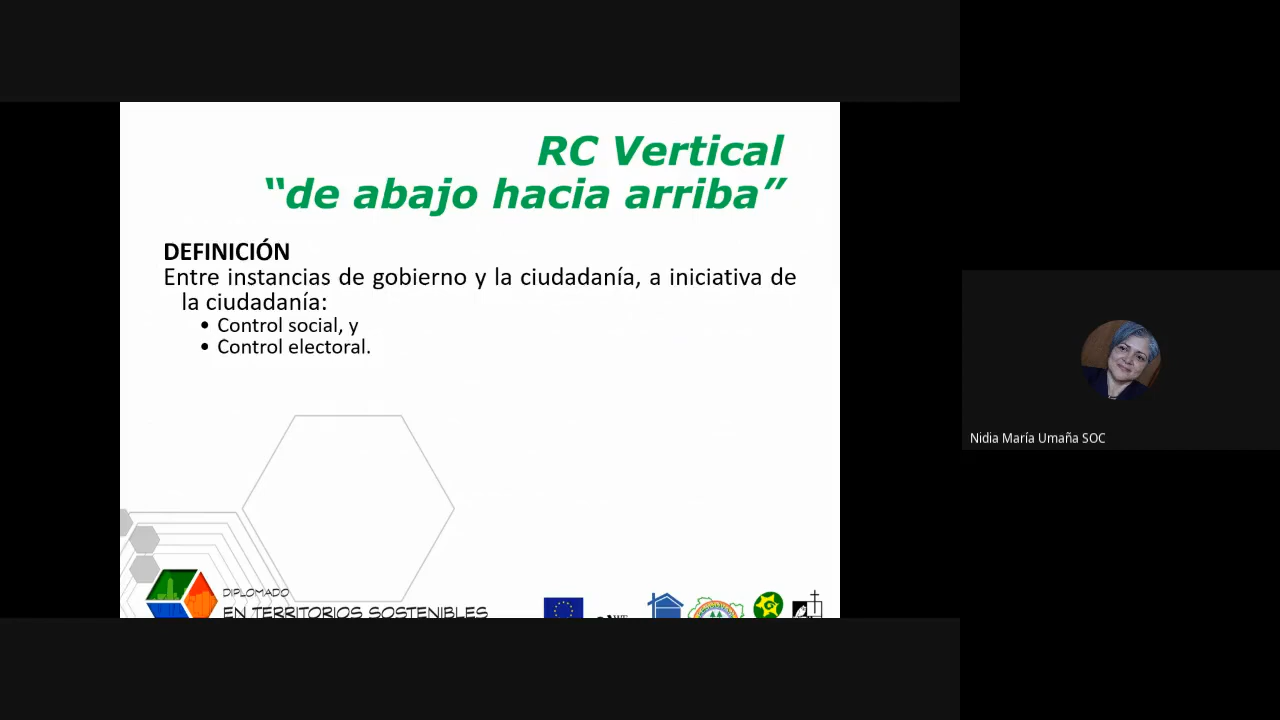 RC Vertical
“de abajo hacia arriba”
DEFINICIÓN
Entre instancias de gobierno y la ciudadanía, a iniciativa de
la ciudadanía:
• Control social, y
• Control electoral.
DIPLOMADO
EN TERRITORIOS SOSTENIBLES
Nidia María Umaña SOC